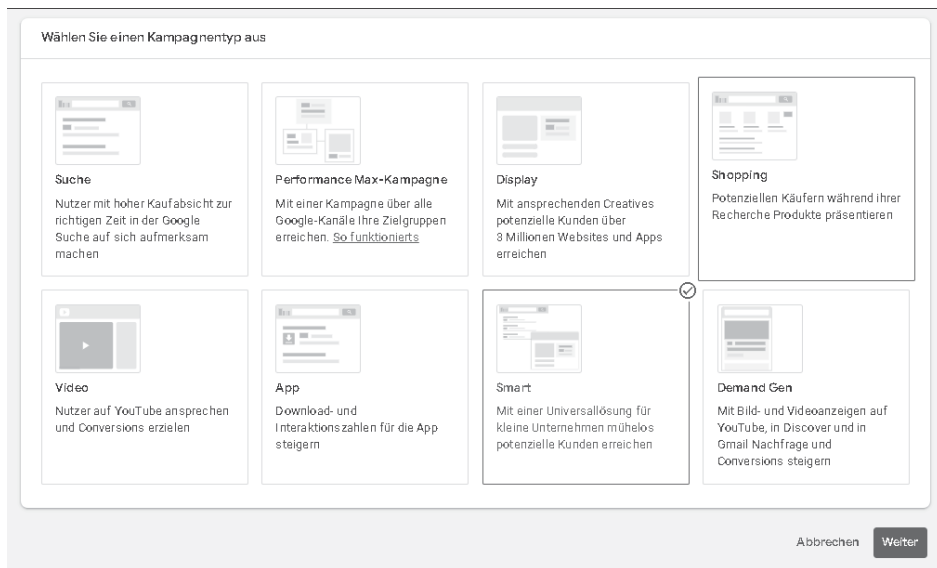 Wählen Sie einen Kampagnentyp aus
Suche
Nutzer mit hoher Kaufabsicht zur
richtigen Zeit in der Google
Suche auf sich aufmerksam
machen
Performance Max-Kampagne
Mit einer Kampagne über alle
Google-Kanäle Ihre Zielgruppen
erreichen. So funktionierts
Display
Mit ansprechenden Creatives
potenzielle Kunden über
3 Millionen Websites und Apps
erreichen
Shopping
Potenziellen Käufern während ihrer
Recherche Produkte präsentieren
Video
Nutzer auf YouTube ansprechen
und Conversions erzielen
App
Download- und
Interaktionszahlen für die App
steigern
Smart
Mit einer Universallösung für
kleine Unternehmen mühelos
potenzielle Kunden erreichen
Demand Gen
Mit Bild- und Videoanzeigen auf
YouTube, in Discover und in
Gmail Nachfrage und
Conversions steigern
Abbrechen
Weiter